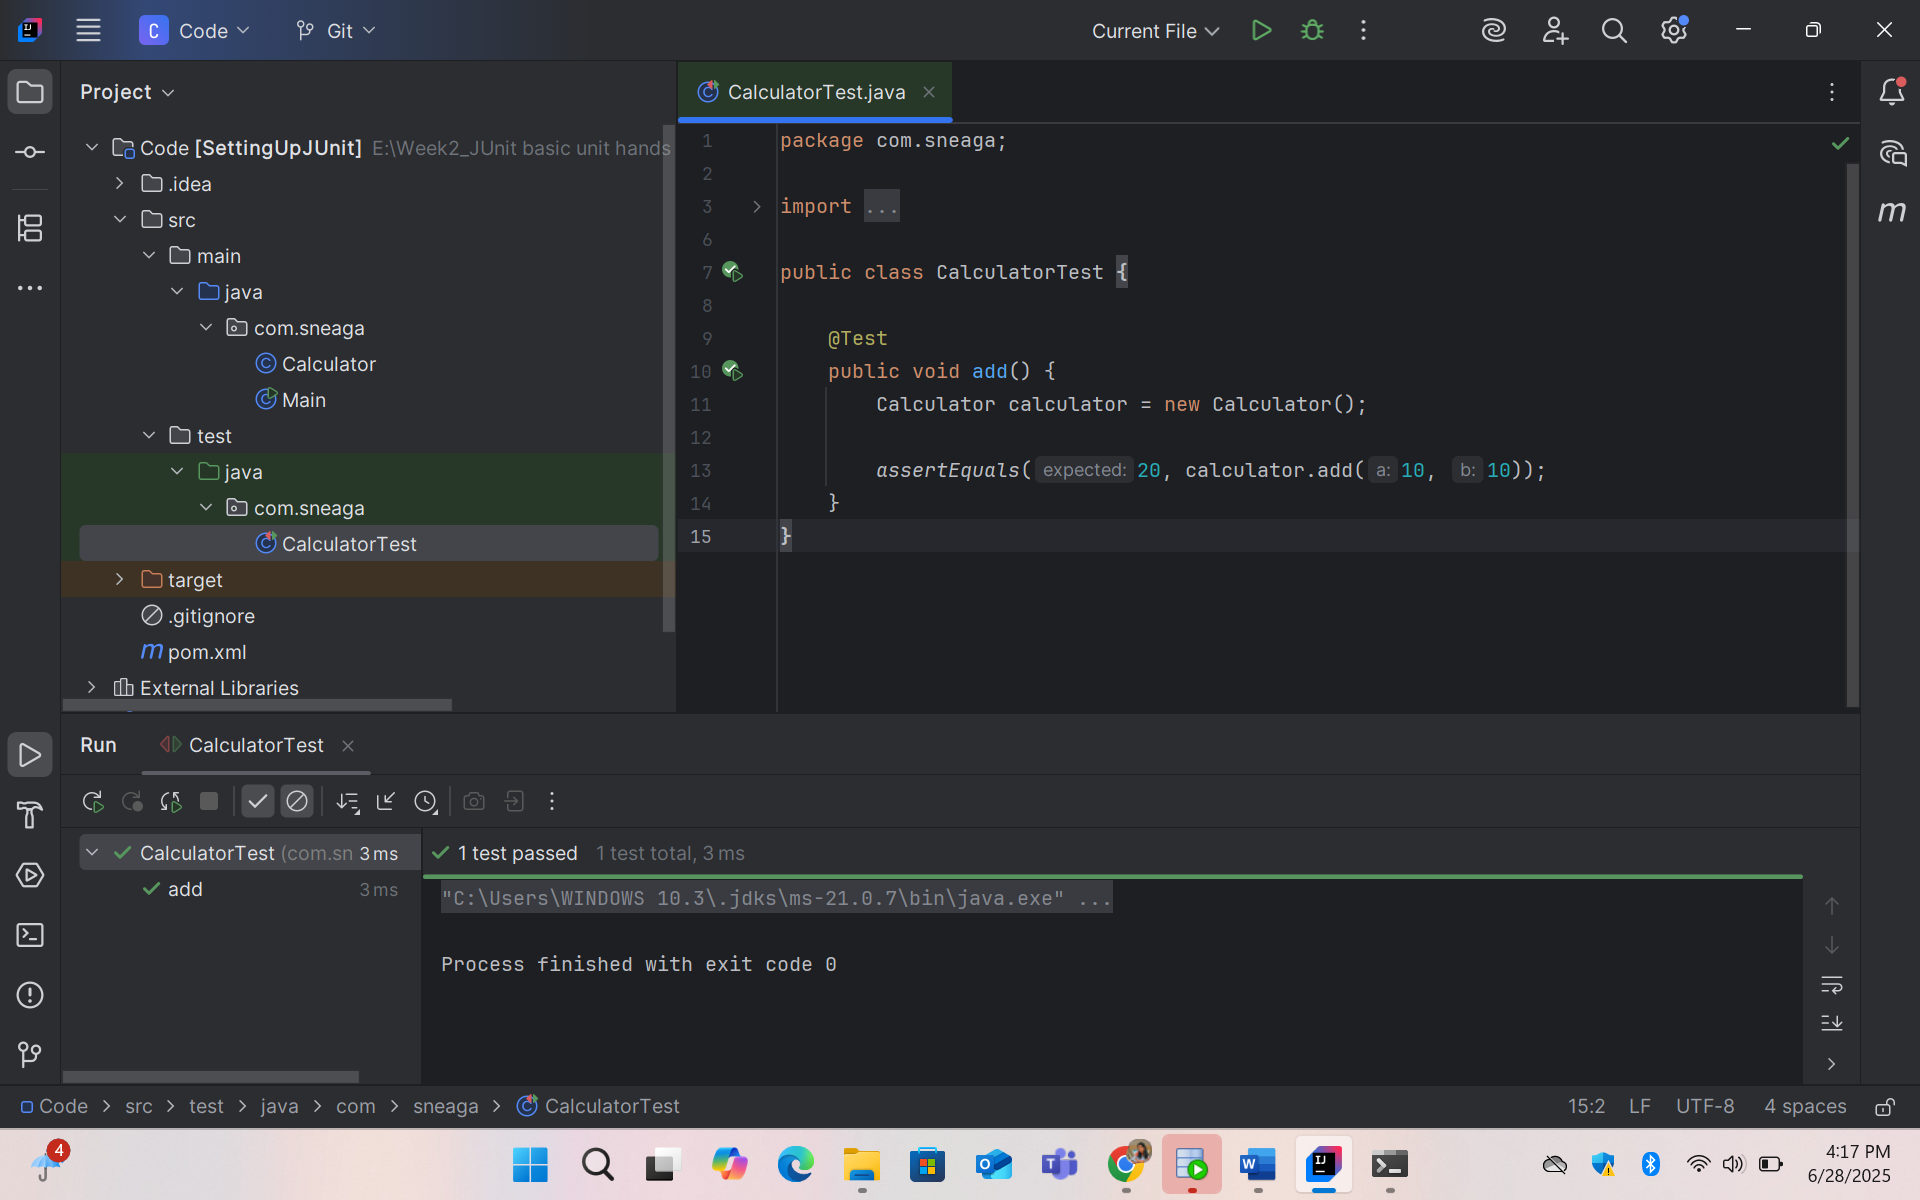 Code
Git
Current File
Project
Code [SettingUpJUnit] E:\Week2_JUnit basic unit hands
.idea
src
main
java
com.sneaga
Calculator
Main
test
java
com.sneaga
CalculatorTest
target
.gitignore
m pom.xml
External Libraries
CalculatorTest.java
m
1 package com.sneaga;
2
3 import ...
6
7 public class CalculatorTest {
8
9 @Test
10 public void add() {
11 Calculator calculator = new Calculator();
12
13 assertEquals( expected: 20, calculator.add( a: 10, b: 10));
14 }
15 }
Run CalculatorTest
CalculatorTest (com.sn 3 ms
add 3 ms
1 test passed 1 test total, 3 ms
"C:\Users\WINDOWS 10.3\.jdks\ms-21.0.7\bin\java.exe" ...
Process finished with exit code 0
Code > src > test > java > com > sneaga > CalculatorTest
15:2 LF UTF-8 4 spaces
4
4:17 PM
6/28/2025